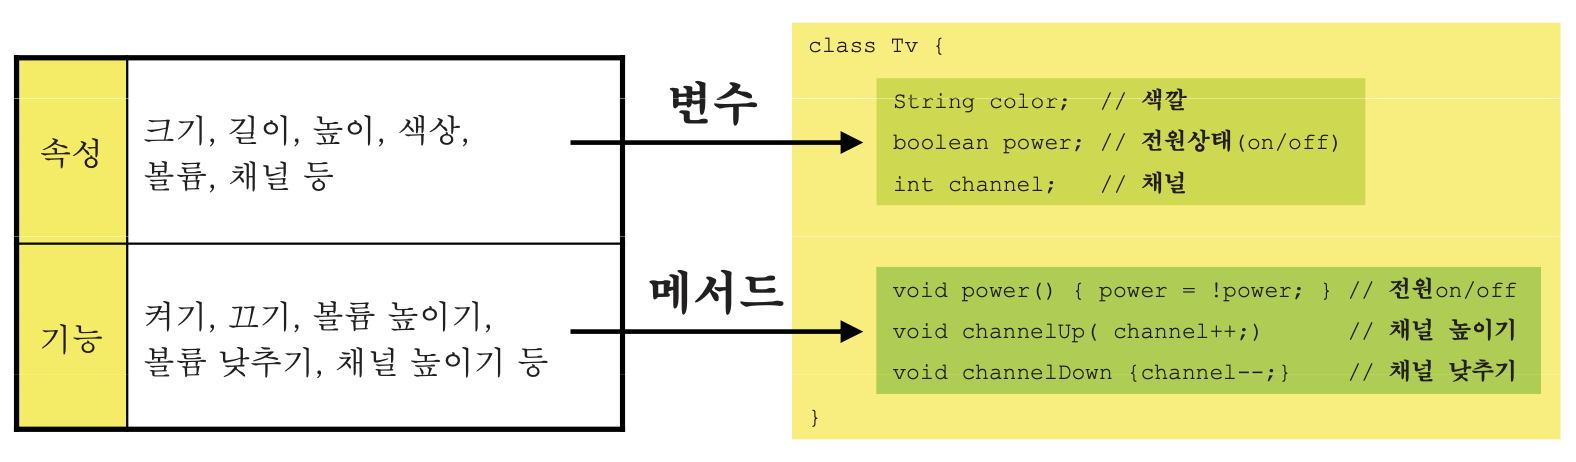 속성
크기, 길이, 높이, 색상,
볼륨, 채널 등
기능
켜기, 끄기, 볼륨 높이기,
볼륨 낮추기, 채널 높이기 등
변수
메서드
class Tv {
String color; // 색깔
boolean power; // 전원상태(on/off)
int channel; // 채널
void power() { power = !power; } // 전원on/off
void channelUp( channel++;) // 채널 높이기
void channelDown {channel--;} // 채널 낮추기
}